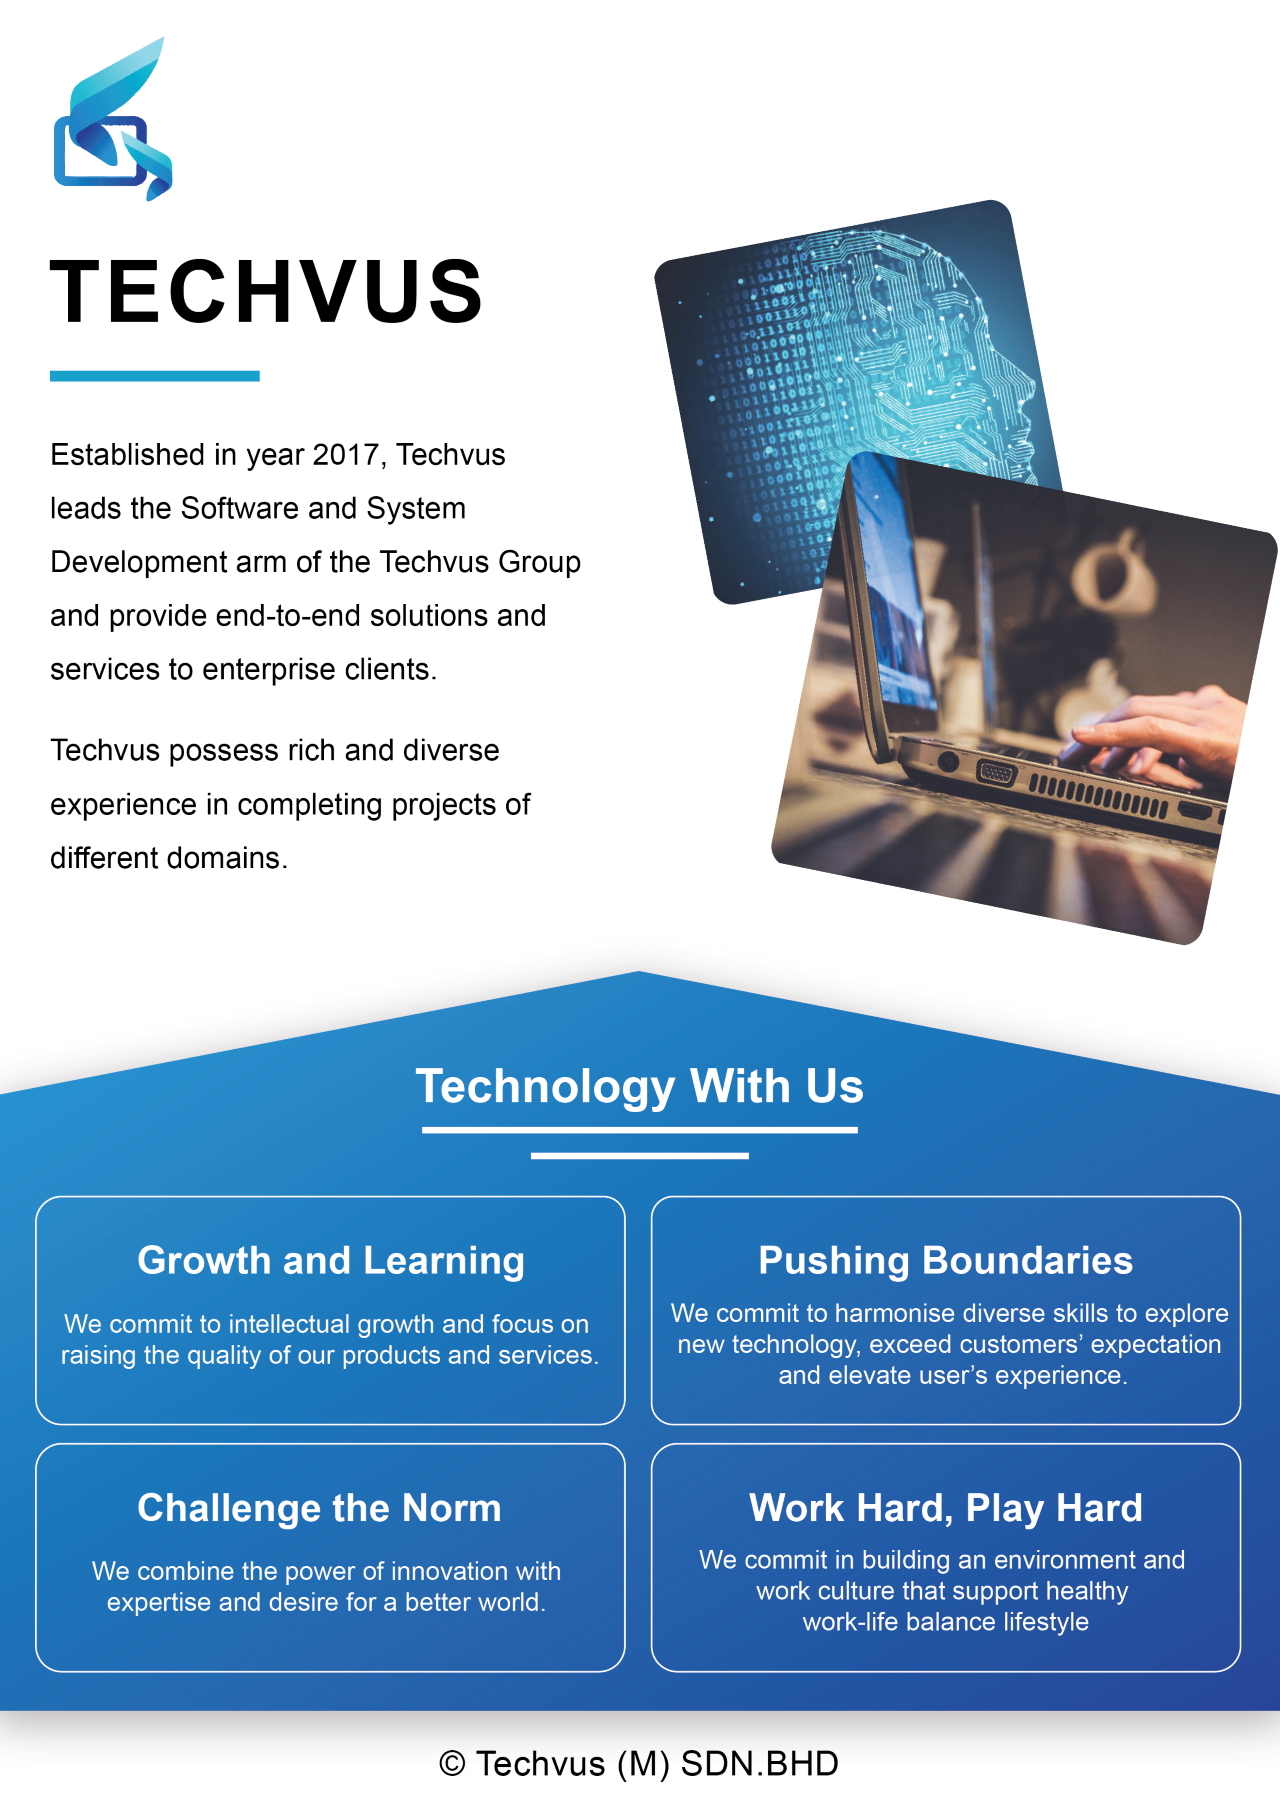 TECHVUS
Established in year 2017, Techvus
leads the Software and System
Development arm of the Techvus Group
and provide end-to-end solutions and
services to enterprise clients.
Techvus possess rich and diverse
experience in completing projects of
different domains.
Technology With Us
Growth and Learning
We commit to intellectual growth and focus on
raising the quality of our products and services.
Pushing Boundaries
We commit to harmonise diverse skills to explore
new technology, exceed customers’ expectation
and elevate user’s experience.
Challenge the Norm
We combine the power of innovation with
expertise and desire for a better world.
Work Hard, Play Hard
We commit in building an environment and
work culture that support healthy
work-life balance lifestyle
© Techvus (M) SDN.BHD